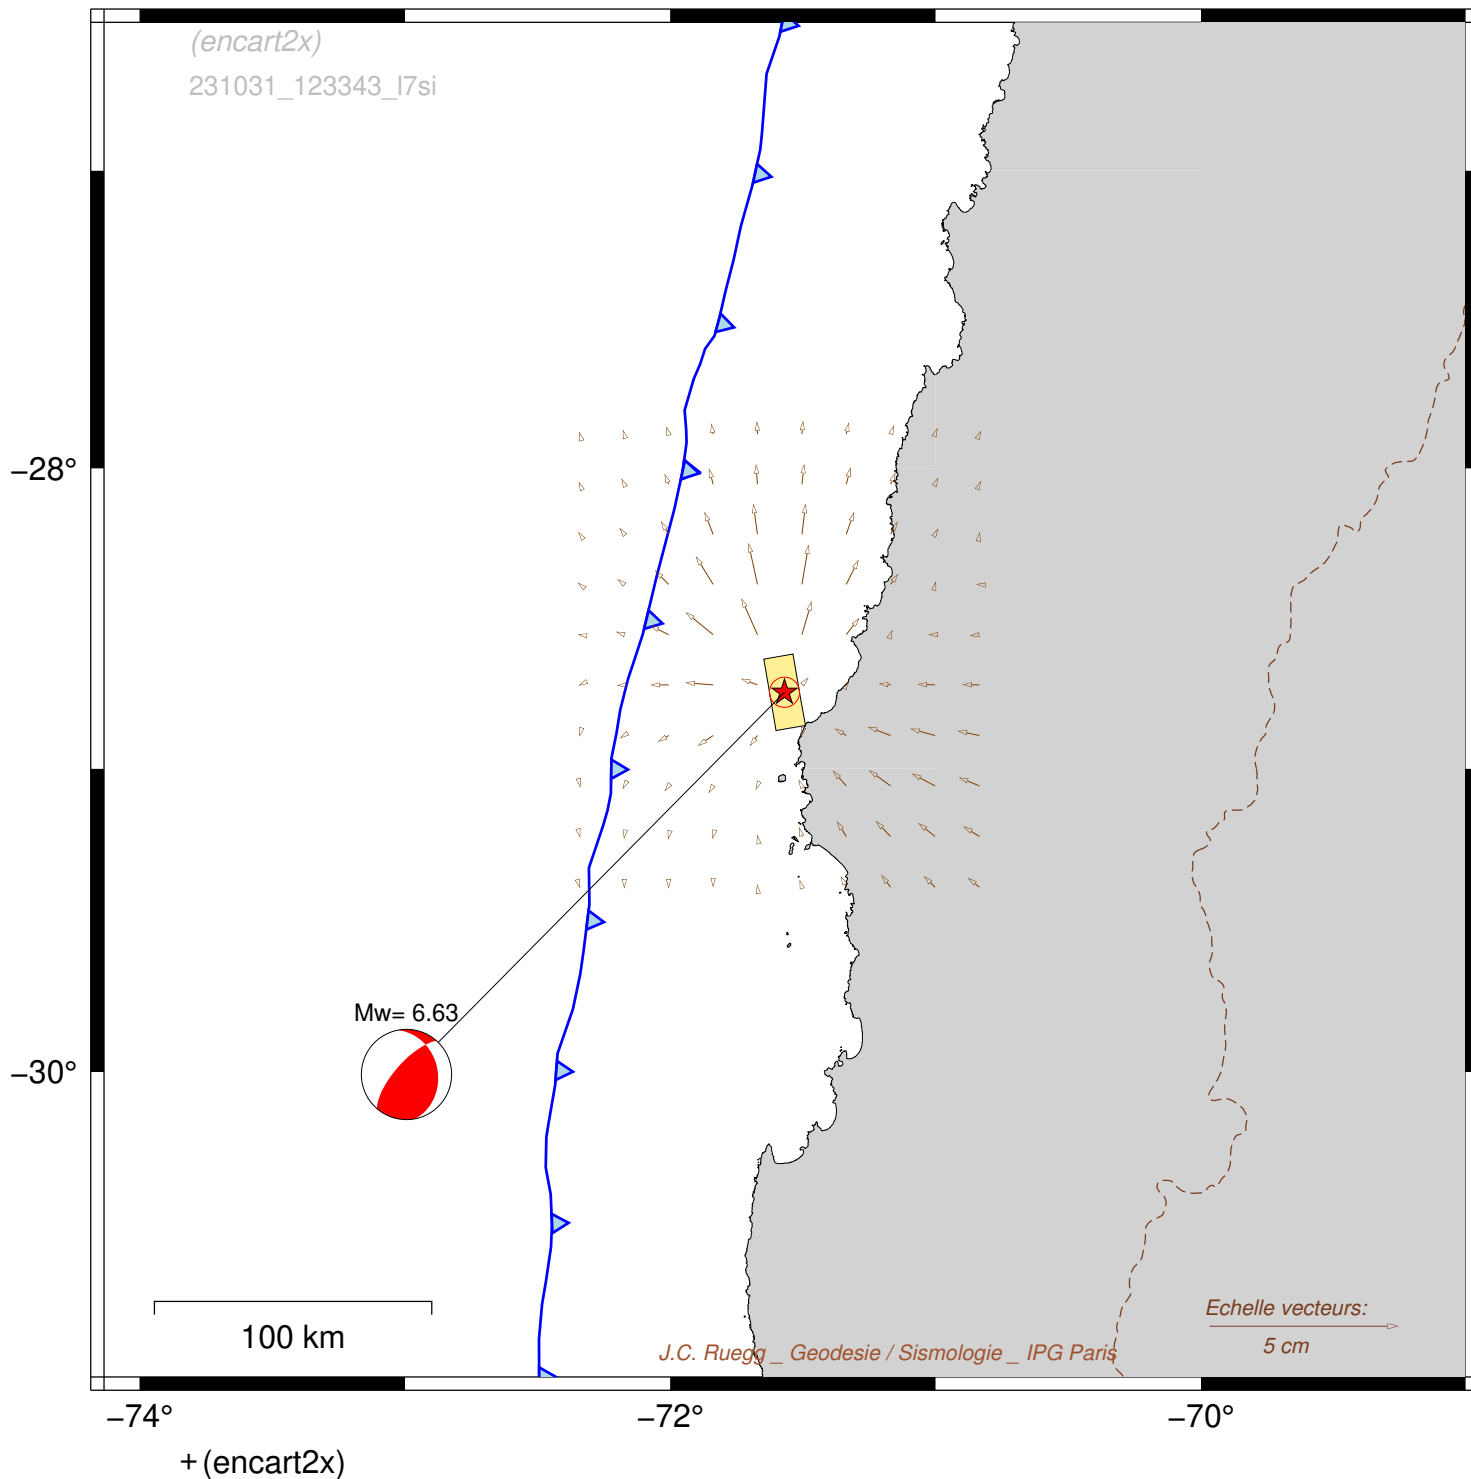 (encart2x)
231031_123343_l7si
−28°
Mw= 6.63
−30°
100 km
Echelle vecteurs:
5 cm
J.C. Ruegg _ Geodesie / Sismologie _ IPG Paris
−74°
−72°
−70°
+ (encart2x)